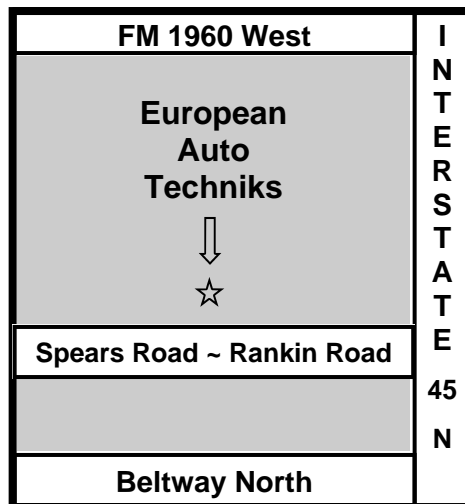 FM 1960 West
European
Auto
Techniks
Spears Road ~ Rankin Road
Beltway North
I
N
T
E
R
S
T
A
T
E
45
N